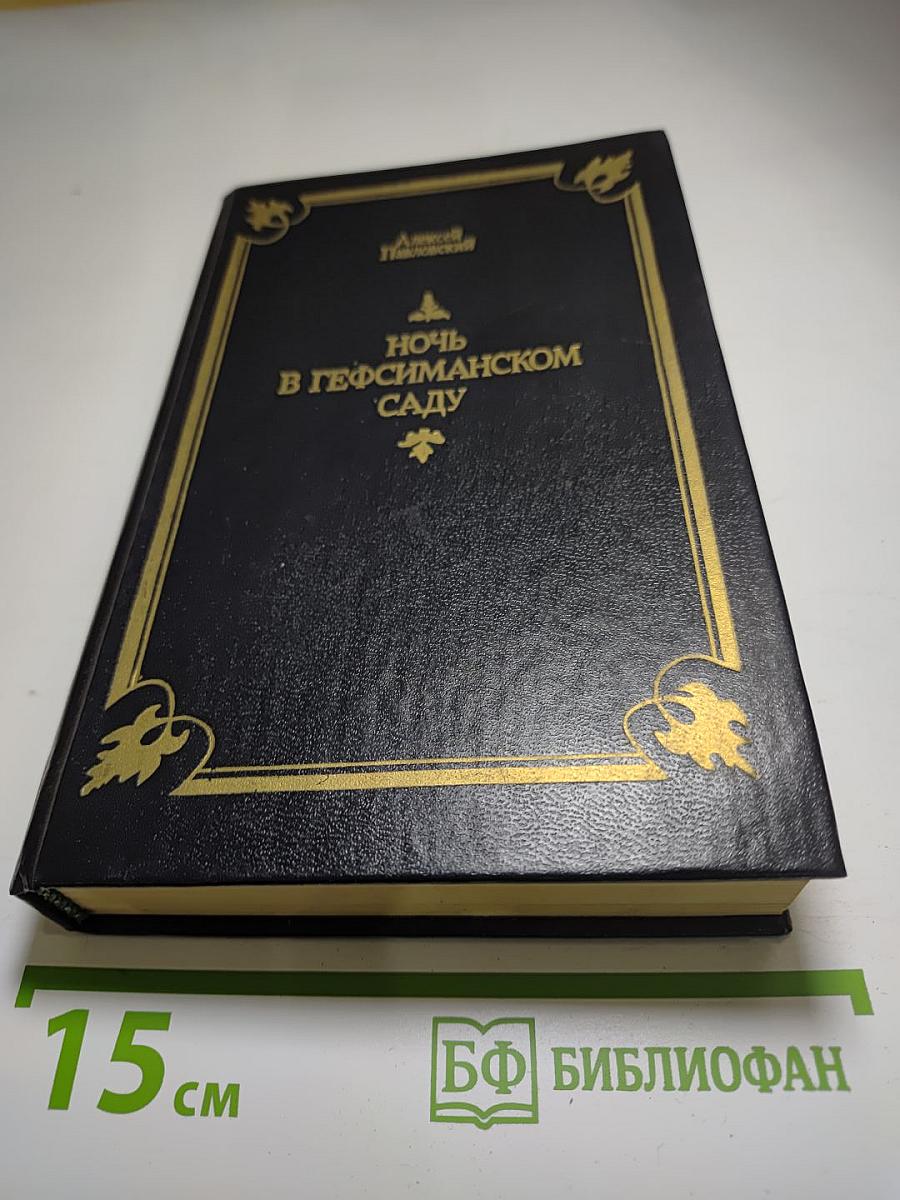 Алексей
Павловский
НОЧЬ
В ГЕФСИМАНСКОМ
САДУ
15 см
БФ БИБЛИОФАН